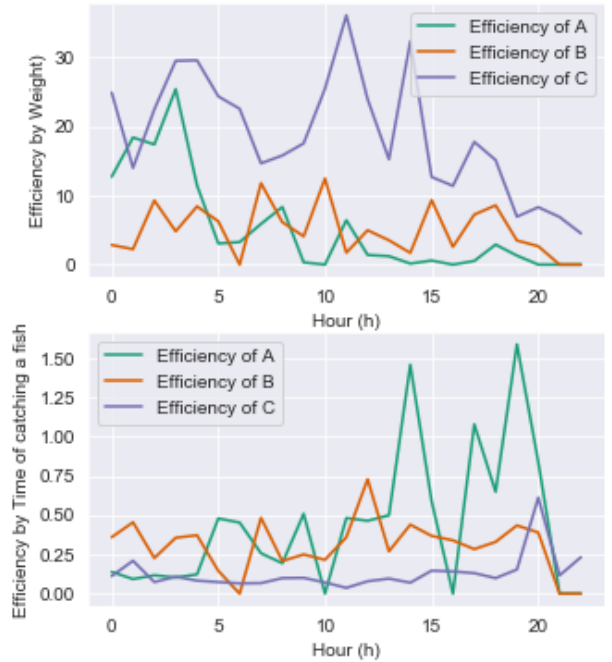 Efficiency by Weight)
30
20
10
0
Efficiency of A
Efficiency of B
Efficiency of C
0 5 10 15 20
Hour (h)
Efficiency by Time of catching a fish
1.50
1.25
1.00
0.75
0.50
0.25
0.00
Efficiency of A
Efficiency of B
Efficiency of C
0 5 10 15 20
Hour (h)